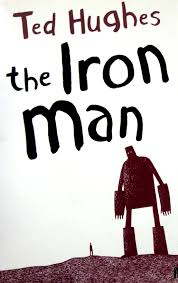 Ted Hughes
the Iron
Man